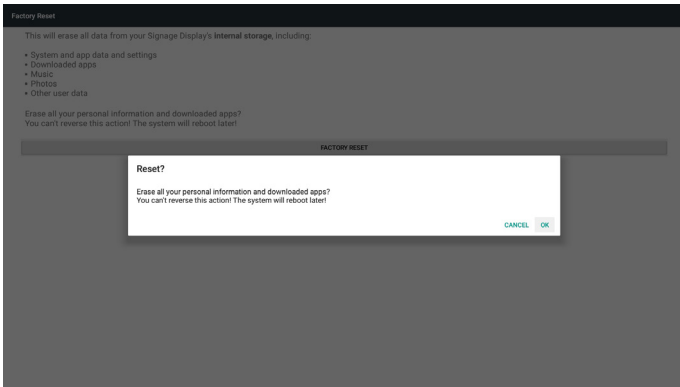 Factory Reset
This will erase all data from your Signage Display's internal storage, including:
• System and app data and settings
• Downloaded apps
• Music
• Photos
• Other user data
Erase all your personal information and downloaded apps?
You can't reverse this action! The system will reboot later!
FACTORY RESET
Reset?
Erase all your personal information and downloaded apps?
You can't reverse this action! The system will reboot later!
CANCEL OK